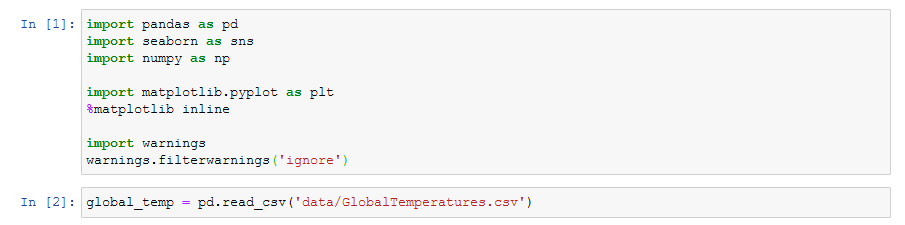 In [1]: import pandas as pd
import seaborn as sns
import numpy as np
import matplotlib.pyplot as plt
%matplotlib inline
import warnings
warnings.filterwarnings('ignore')
In [2]: global_temp = pd.read_csv('data/GlobalTemperatures.csv')